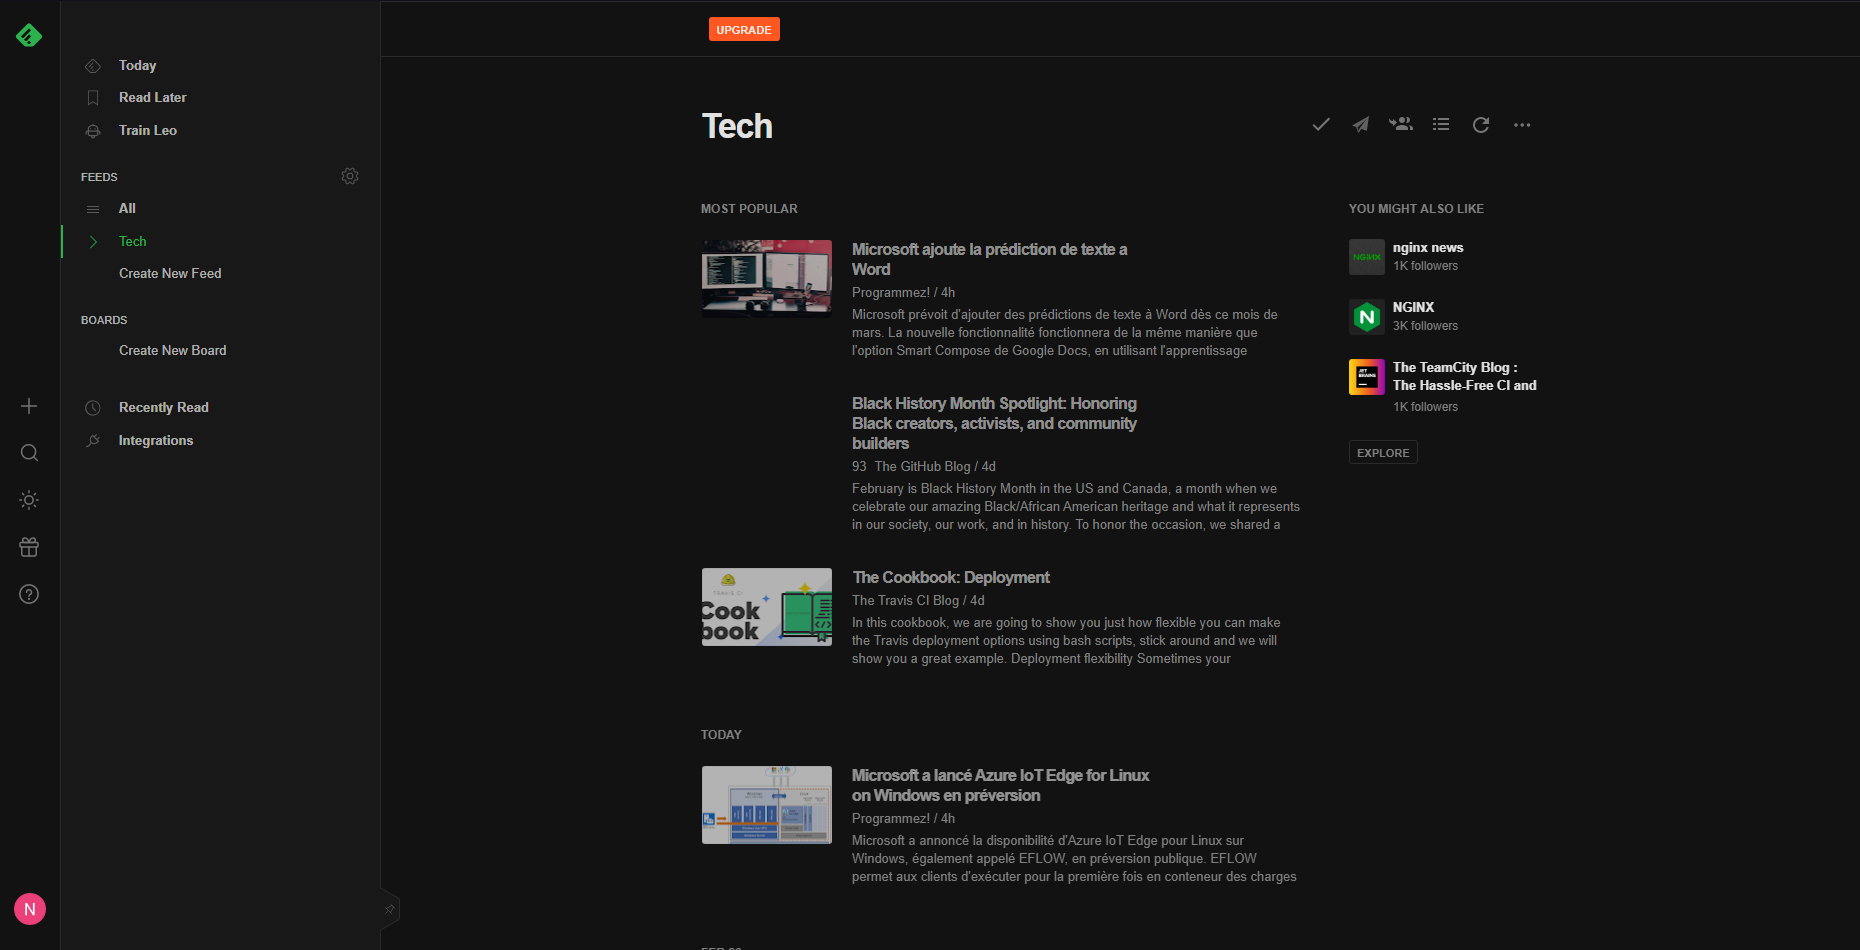 UPGRADE
Today
Read Later
Train Leo
FEEDS
All
Tech
Create New Feed
BOARDS
Create New Board
Recently Read
Integrations
N
Tech
MOST POPULAR
Microsoft ajoute la prédiction de texte a
Word
Programmez! / 4h
Microsoft prévoit d'ajouter des prédictions de texte à Word dès ce mois de
mars. La nouvelle fonctionnalité fonctionnera de la même manière que
l'option Smart Compose de Google Docs, en utilisant l'apprentissage
Black History Month Spotlight: Honoring
Black creators, activists, and community
builders
93 The GitHub Blog / 4d
February is Black History Month in the US and Canada, a month when we
celebrate our amazing Black/African American heritage and what it represents
in our society, our work, and in history. To honor the occasion, we shared a
TRAVIS CI
Cook
book
The Cookbook: Deployment
The Travis CI Blog / 4d
In this cookbook, we are going to show you just how flexible you can make
the Travis deployment options using bash scripts, stick around and we will
show you a great example. Deployment flexibility Sometimes your
TODAY
Microsoft a lancé Azure IoT Edge for Linux
on Windows en préversion
Programmez! / 4h
Microsoft a annoncé la disponibilité d'Azure IoT Edge pour Linux sur
Windows, également appelé EFLOW, en préversion publique. EFLOW
permet aux clients d'exécuter pour la première fois en conteneur des charges
YOU MIGHT ALSO LIKE
NGINX
nginx news
1K followers
N
NGINX
3K followers
JET
BRAINS
The TeamCity Blog :
The Hassle-Free CI and
1K followers
EXPLORE